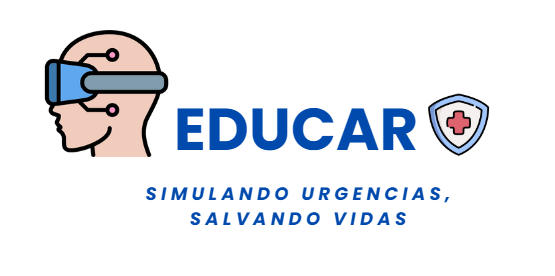 EDUCAR
SIMULANDO URGENCIAS,
SALVANDO VIDAS